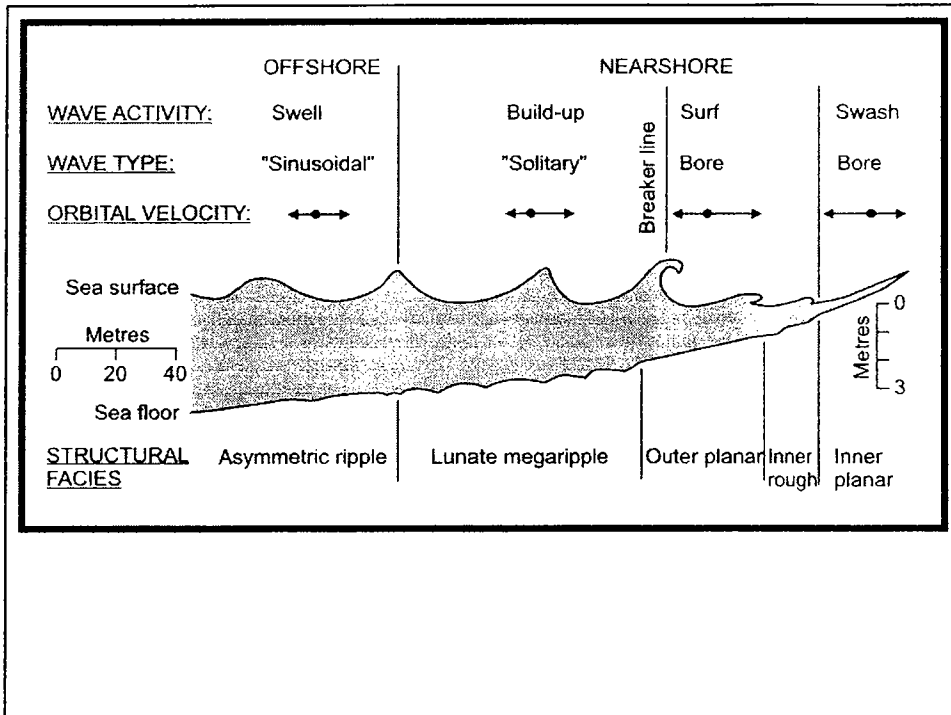 OFFSHORE NEARSHORE
WAVE ACTIVITY: Swell Build-up Surf Swash
WAVE TYPE: "Sinusoidal" "Solitary" Bore Bore
Breaker line
ORBITAL VELOCITY:
Sea surface
Metres
0 20 40
Sea floor
0
Metres
3
STRUCTURAL FACIES
Asymmetric ripple Lunate megaripple Outer planar Inner rough Inner planar